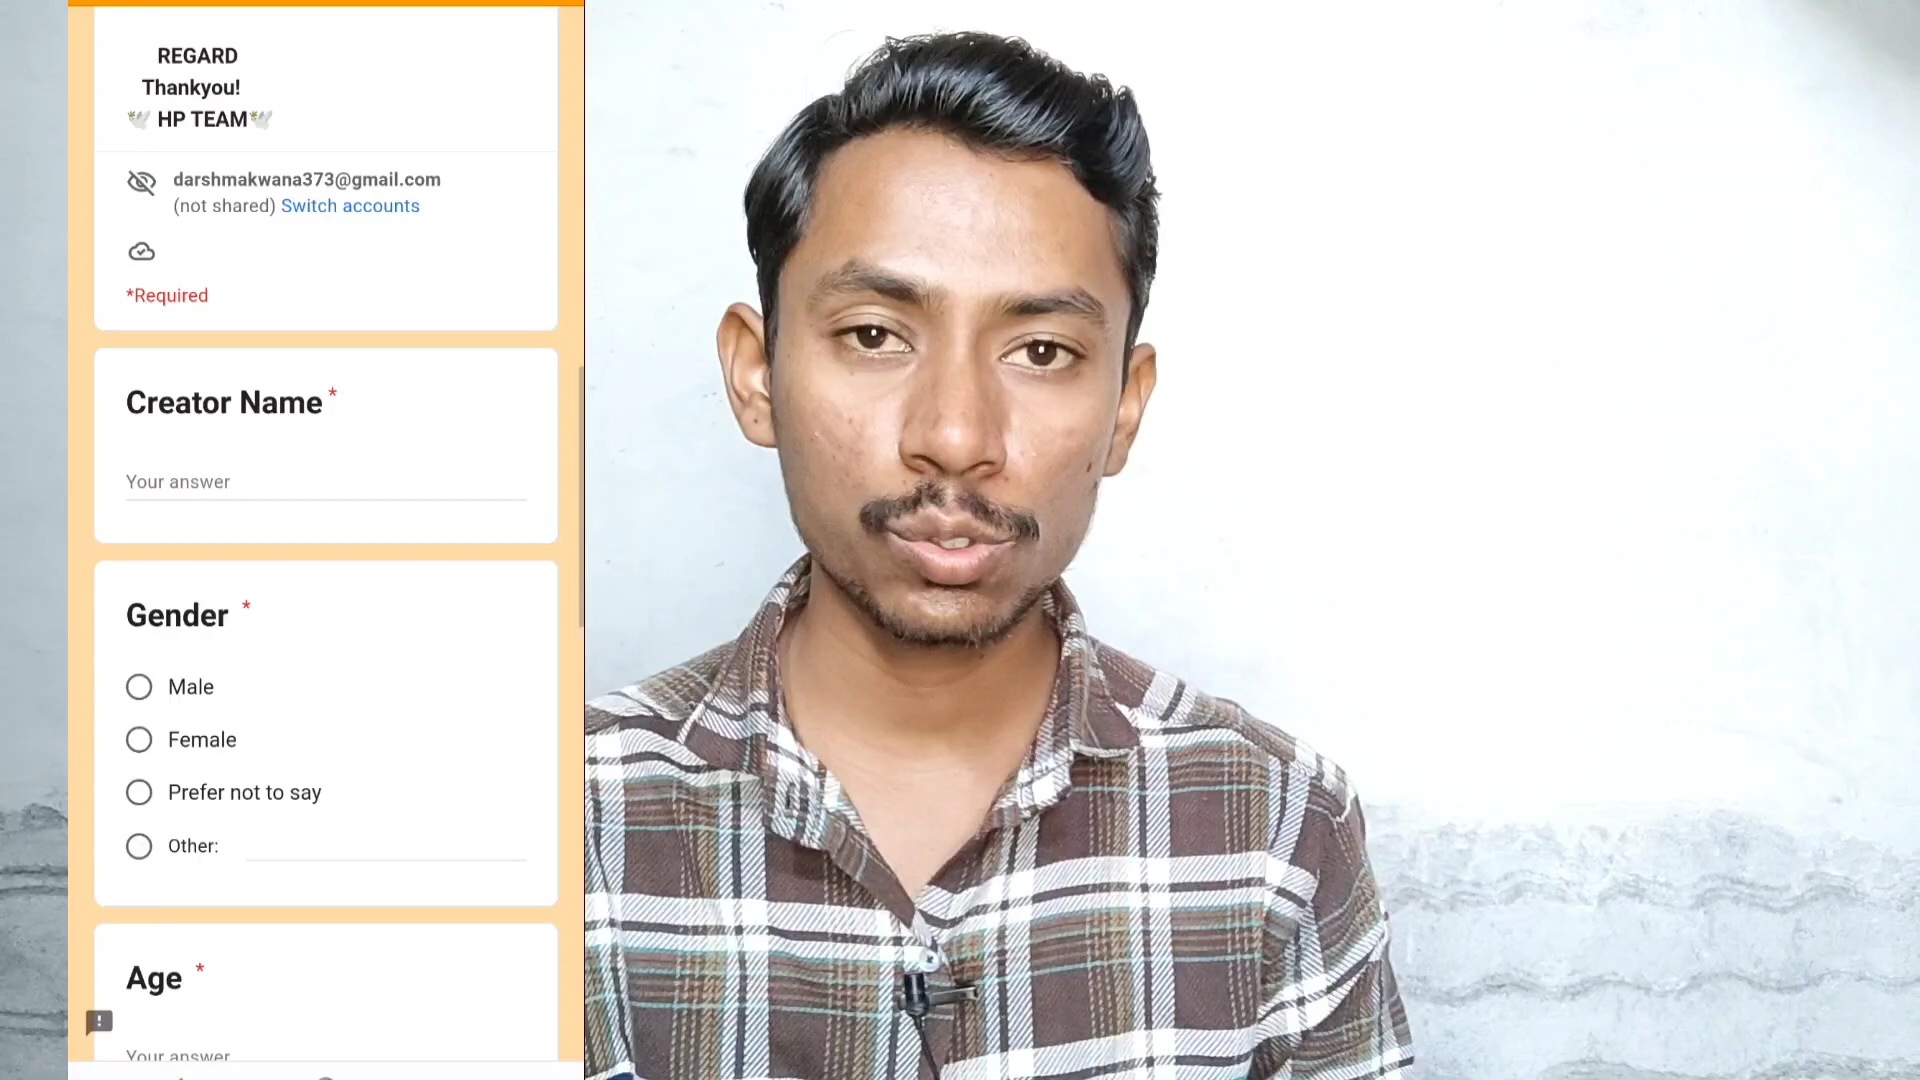 REGARD
Thankyou!
🕊️ HP TEAM🕊️
darshmakwana373@gmail.com
(not shared) Switch accounts
*Required
Creator Name *
Your answer
Gender *
Male
Female
Prefer not to say
Other:
Age *
Your answer